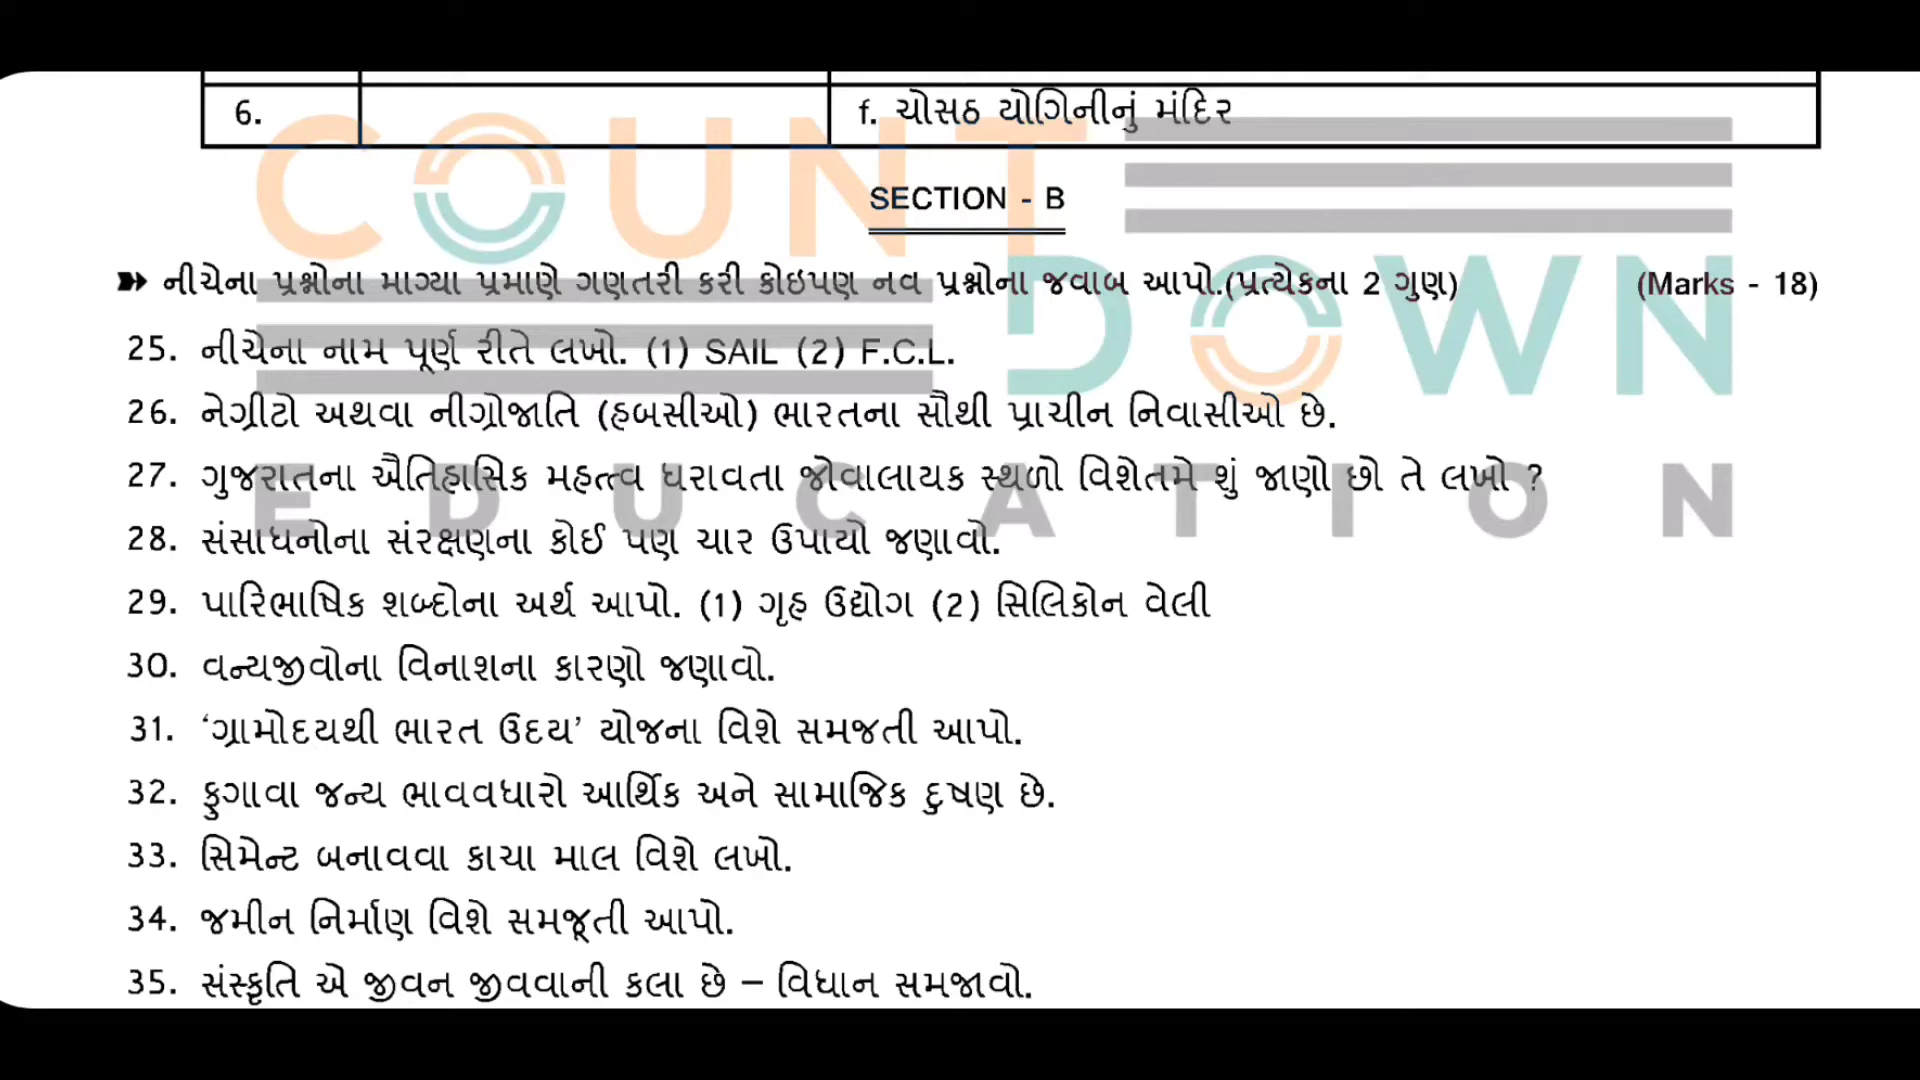 6. f. ચોસઠ યોગિનીનું મંદિર
COUNT
SECTION - B
➽ નીચેના પ્રશ્નોના માગ્યા પ્રમાણે ગણતરી કરી કોઇપણ નવ પ્રશ્નોના જવાબ આપો.(પ્રત્યેકના 2 ગુણ) (Marks - 18)
DOWN
25. નીચેના નામ પૂર્ણ રીતે લખો. (1) SAIL (2) F.C.L.
26. નેગ્રીટો અથવા નીગ્રોજાતિ (હબસીઓ) ભારતના સૌથી પ્રાચીન નિવાસીઓ છે.
27. ગુજરાતના ઐતિહાસિક મહત્ત્વ ધરાવતા જોવાલાયક સ્થળો વિશેતમે શું જાણો છો તે લખો ?
EDUCATION
28. સંસાધનોના સંરક્ષણના કોઈ પણ ચાર ઉપાયો જણાવો.
29. પારિભાષિક શબ્દોના અર્થ આપો. (1) ગૃહ ઉદ્યોગ (2) સિલિકોન વેલી
30. વન્યજીવોના વિનાશના કારણો જણાવો.
31. ‘ગ્રામોદયથી ભારત ઉદય’ યોજના વિશે સમજતી આપો.
32. ફુગાવા જન્ય ભાવવધારો આર્થિક અને સામાજિક દુષણ છે.
33. સિમેન્ટ બનાવવા કાચા માલ વિશે લખો.
34. જમીન નિર્માણ વિશે સમજૂતી આપો.
35. સંસ્કૃતિ એ જીવન જીવવાની કલા છે – વિધાન સમજાવો.